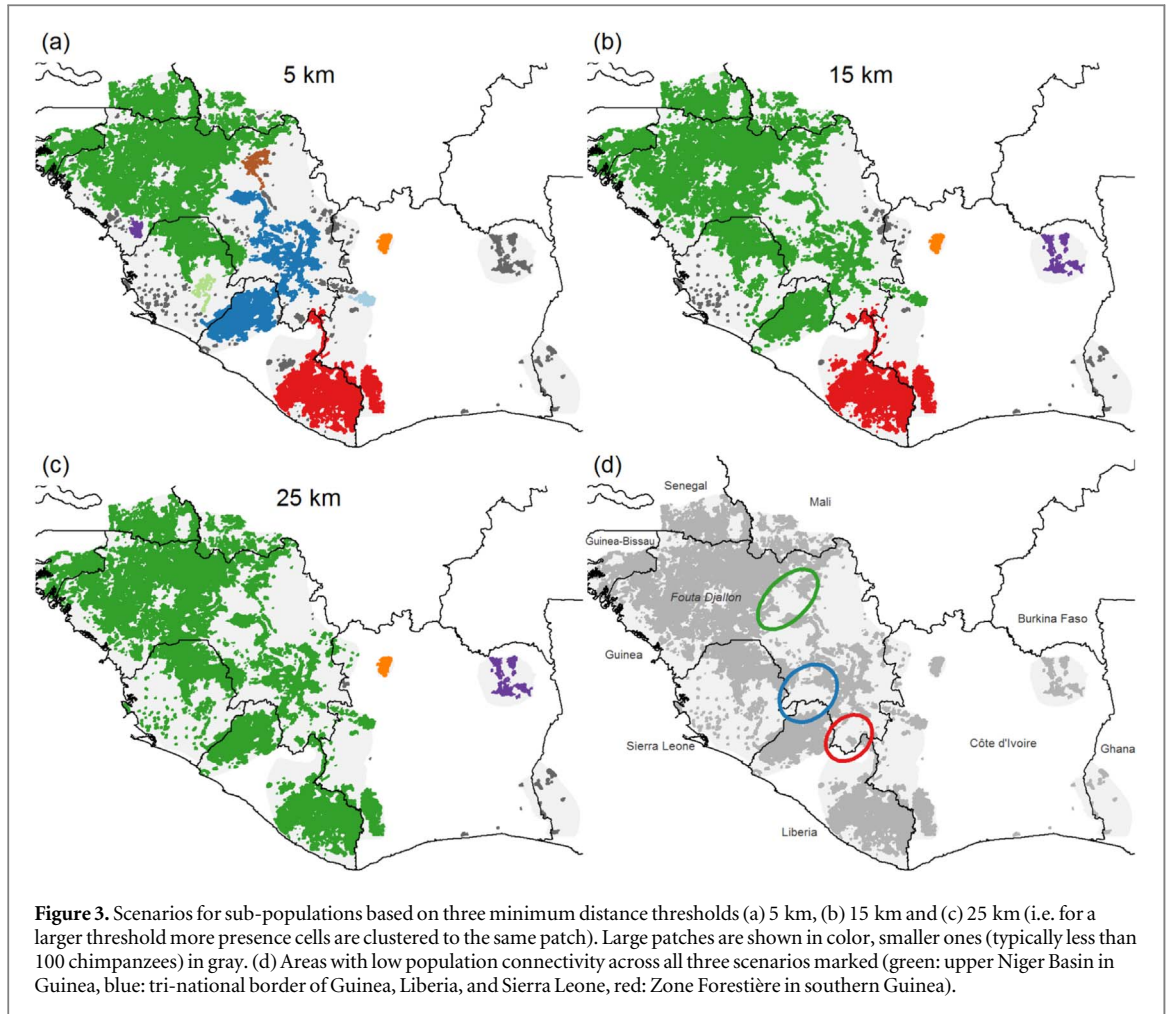 (a)
5 km
(b)
15 km
(c)
25 km
(d)
Senegal
Mali
Guinea-Bissau
Fouta Djallon
Burkina Faso
Guinea
Sierra Leone
Côte d'Ivoire
Ghana
Liberia
Figure 3. Scenarios for sub-populations based on three minimum distance thresholds (a) 5 km, (b) 15 km and (c) 25 km (i.e. for a
larger threshold more presence cells are clustered to the same patch). Large patches are shown in color, smaller ones (typically less than
100 chimpanzees) in gray. (d) Areas with low population connectivity across all three scenarios marked (green: upper Niger Basin in
Guinea, blue: tri-national border of Guinea, Liberia, and Sierra Leone, red: Zone Forestière in southern Guinea).